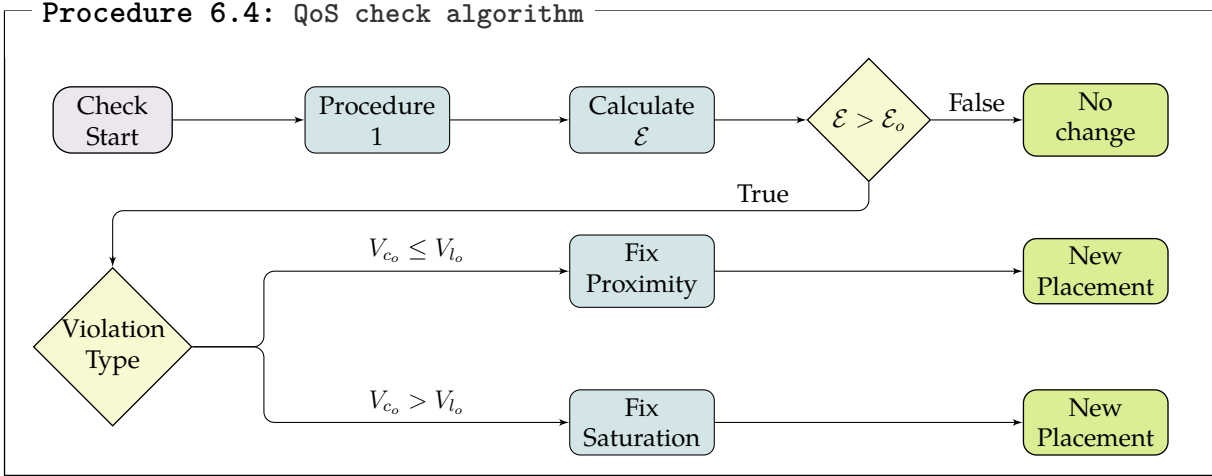 Procedure 6.4: QoS check algorithm
Check
Start
Procedure
1
Calculate
ℰ
ℰ > ℰₒ
False
No
change
True
Violation
Type
V_{c_o} ≤ V_{l_o}
Fix
Proximity
New
Placement
V_{c_o} > V_{l_o}
Fix
Saturation
New
Placement